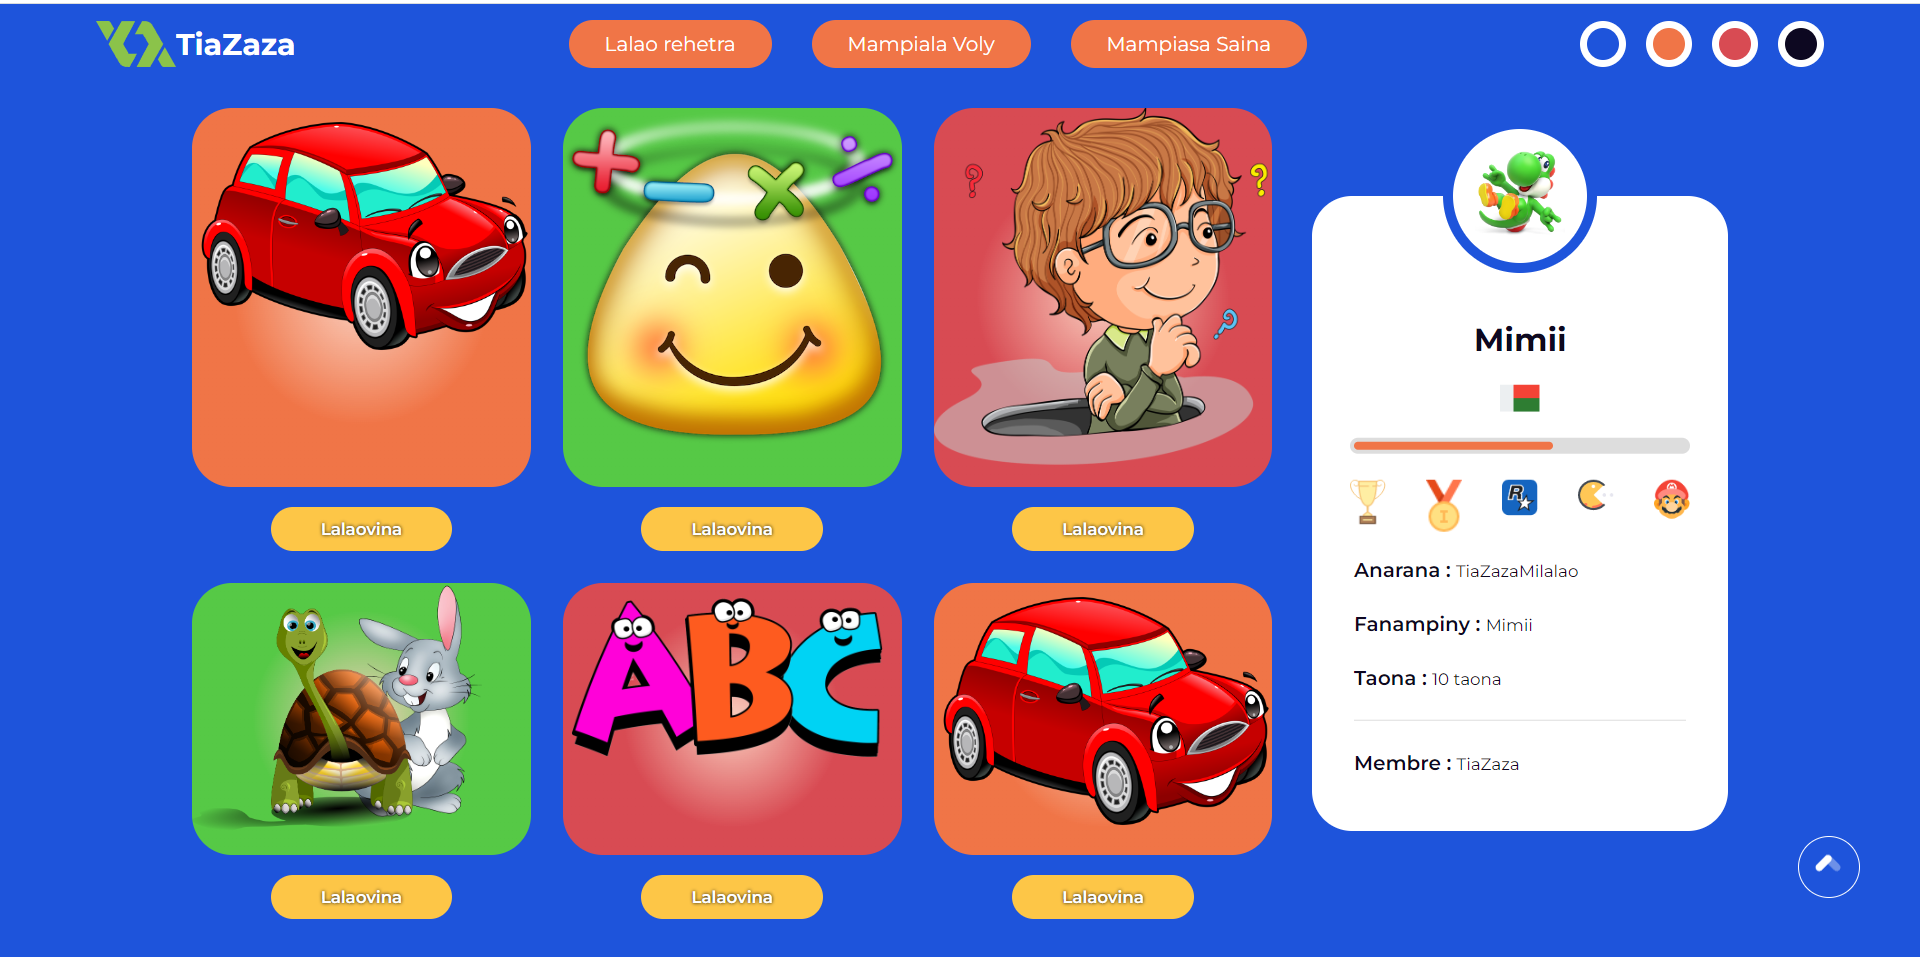 TiaZaza
Lalao rehetra
Mampiala Voly
Mampiasa Saina
Lalaovina
Lalaovina
Lalaovina
ABC
Lalaovina
Lalaovina
Lalaovina
Mimii
R
I
Anarana : TiaZazaMilalao
Fanampiny : Mimii
Taona : 10 taona
Membre : TiaZaza